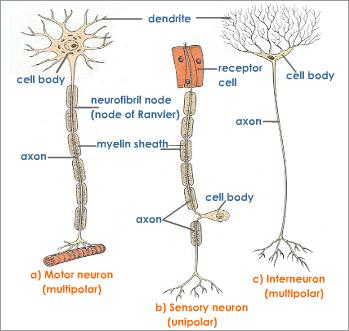 dendrite
cell body
receptor
cell
cell body
neurofibril node
(node of Ranvier)
axon
myelin sheath
axon
cell body
axon
a) Motor neuron
(multipolar)
b) Sensory neuron
(unipolar)
c) Interneuron
(multipolar)